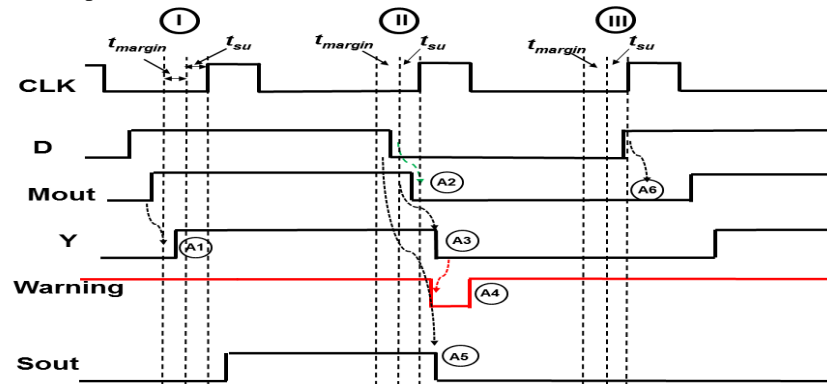 I II III
tmargin tsu tmargin tsu tmargin tsu
CLK
D
A2
Mout A6
Y A1 A3
Warning A4
Sout A5